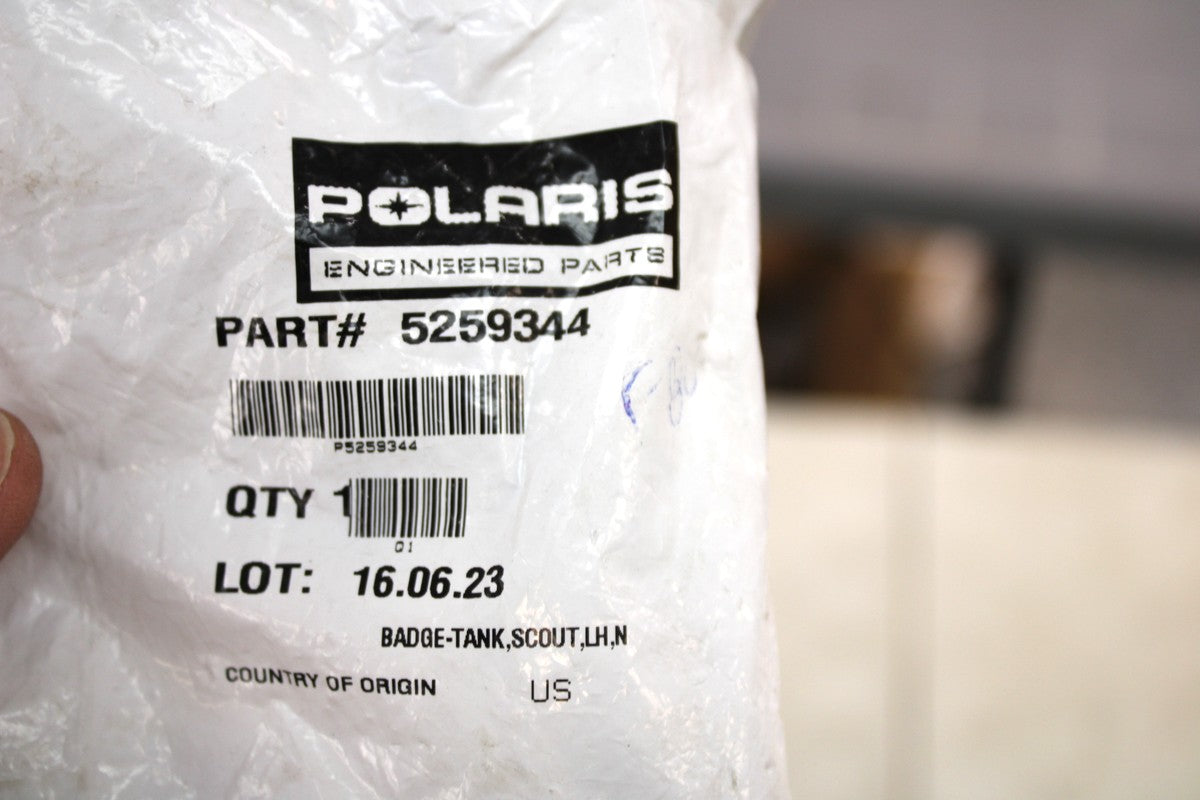 POLARIS
ENGINEERED PARTS
PART# 5259344
P5259344
QTY 1
Q1
LOT: 16.06.23
BADGE-TANK,SCOUT,LH,N
COUNTRY OF ORIGIN US